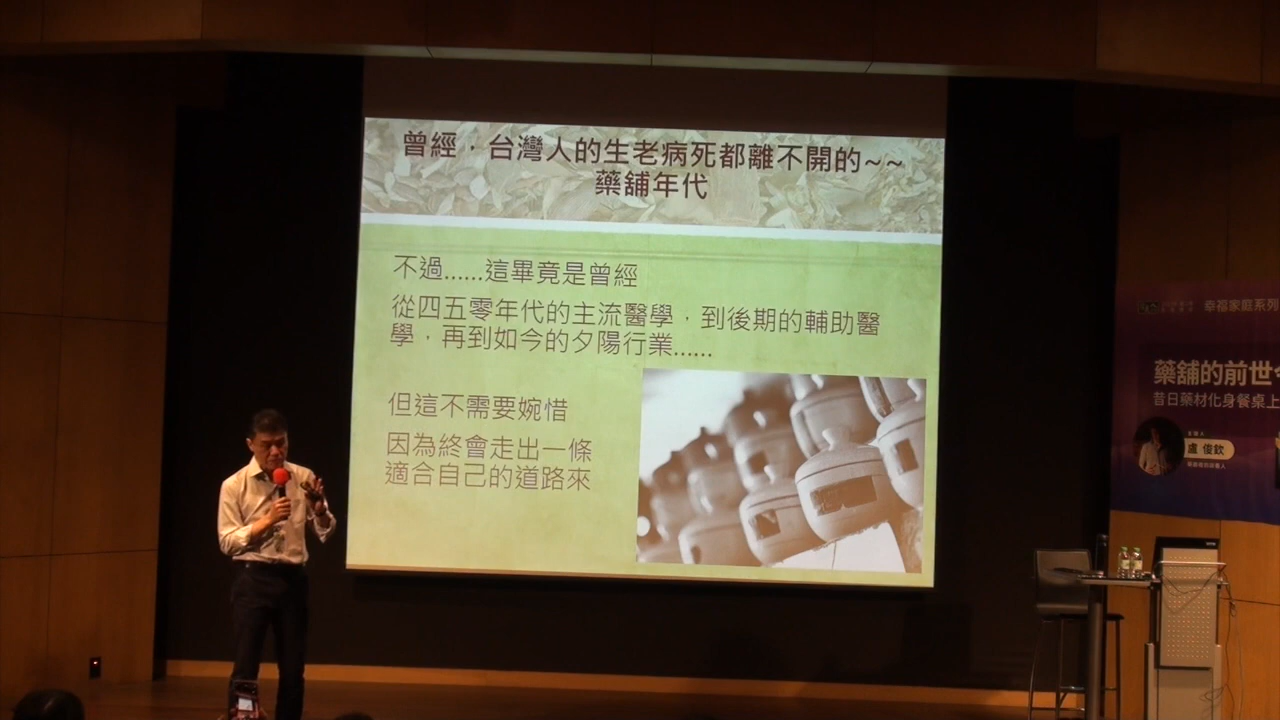 曾經，台灣人的生老病死都離不開的~~
藥舖年代
不過......這畢竟是曾經
從四五零年代的主流醫學，到後期的輔助醫
學，再到如今的夕陽行業......
但這不需要婉惜
因為終會走出一條
適合自己的道路來
幸福家庭系列
藥舖的前世
昔日藥材化身餐桌上
盧俊欽